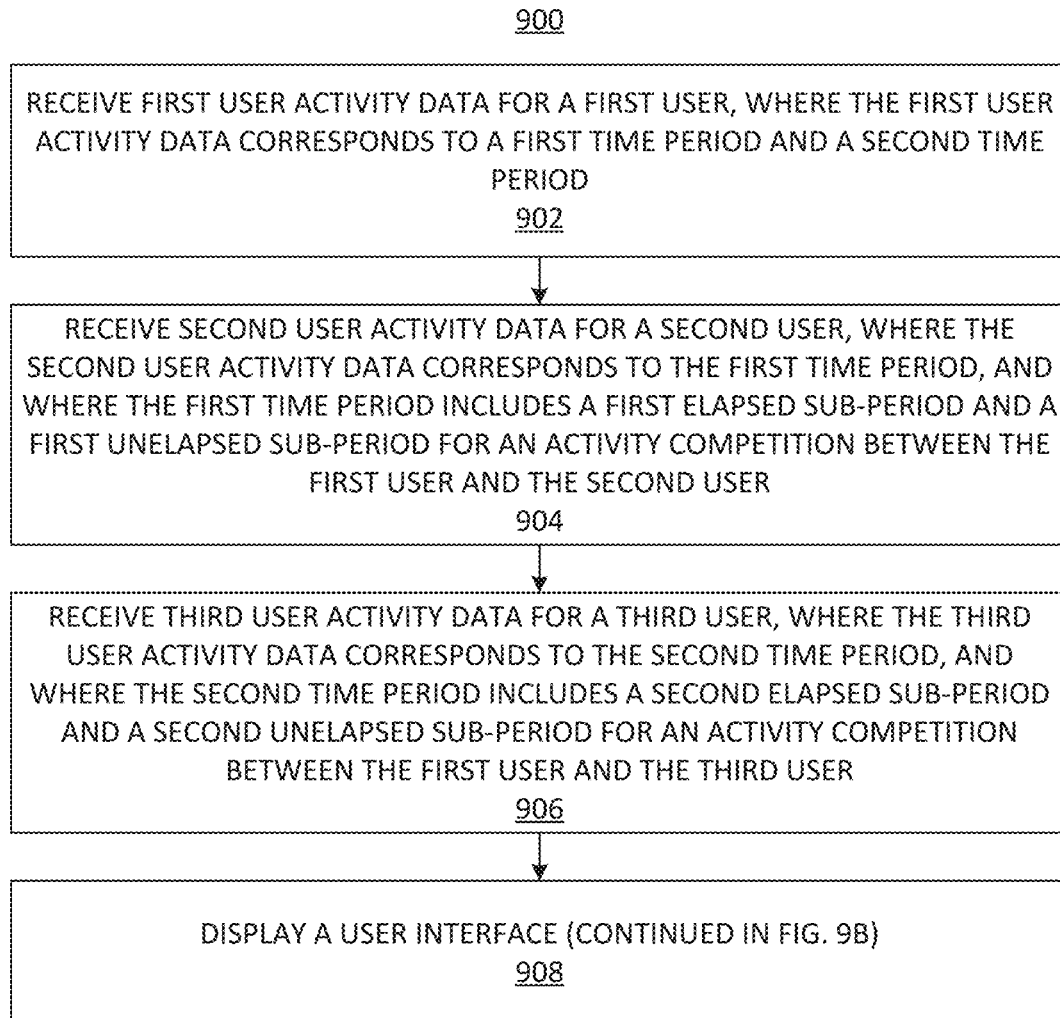 900
RECEIVE FIRST USER ACTIVITY DATA FOR A FIRST USER, WHERE THE FIRST USER
ACTIVITY DATA CORRESPONDS TO A FIRST TIME PERIOD AND A SECOND TIME
PERIOD
902
RECEIVE SECOND USER ACTIVITY DATA FOR A SECOND USER, WHERE THE
SECOND USER ACTIVITY DATA CORRESPONDS TO THE FIRST TIME PERIOD, AND
WHERE THE FIRST TIME PERIOD INCLUDES A FIRST ELAPSED SUB-PERIOD AND A
FIRST UNELAPSED SUB-PERIOD FOR AN ACTIVITY COMPETITION BETWEEN THE
FIRST USER AND THE SECOND USER
904
RECEIVE THIRD USER ACTIVITY DATA FOR A THIRD USER, WHERE THE THIRD
USER ACTIVITY DATA CORRESPONDS TO THE SECOND TIME PERIOD, AND
WHERE THE SECOND TIME PERIOD INCLUDES A SECOND ELAPSED SUB-PERIOD
AND A SECOND UNELAPSED SUB-PERIOD FOR AN ACTIVITY COMPETITION
BETWEEN THE FIRST USER AND THE THIRD USER
906
DISPLAY A USER INTERFACE (CONTINUED IN FIG. 9B)
908